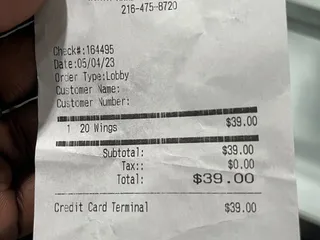 216-475-8720
Check#:164495
Date:05/04/23
Order Type:Lobby
Customer Name:
Customer Number:
1 20 Wings $39.00
Subtotal: $39.00
Tax:: $0.00
Total: $39.00
Credit Card Terminal $39.00